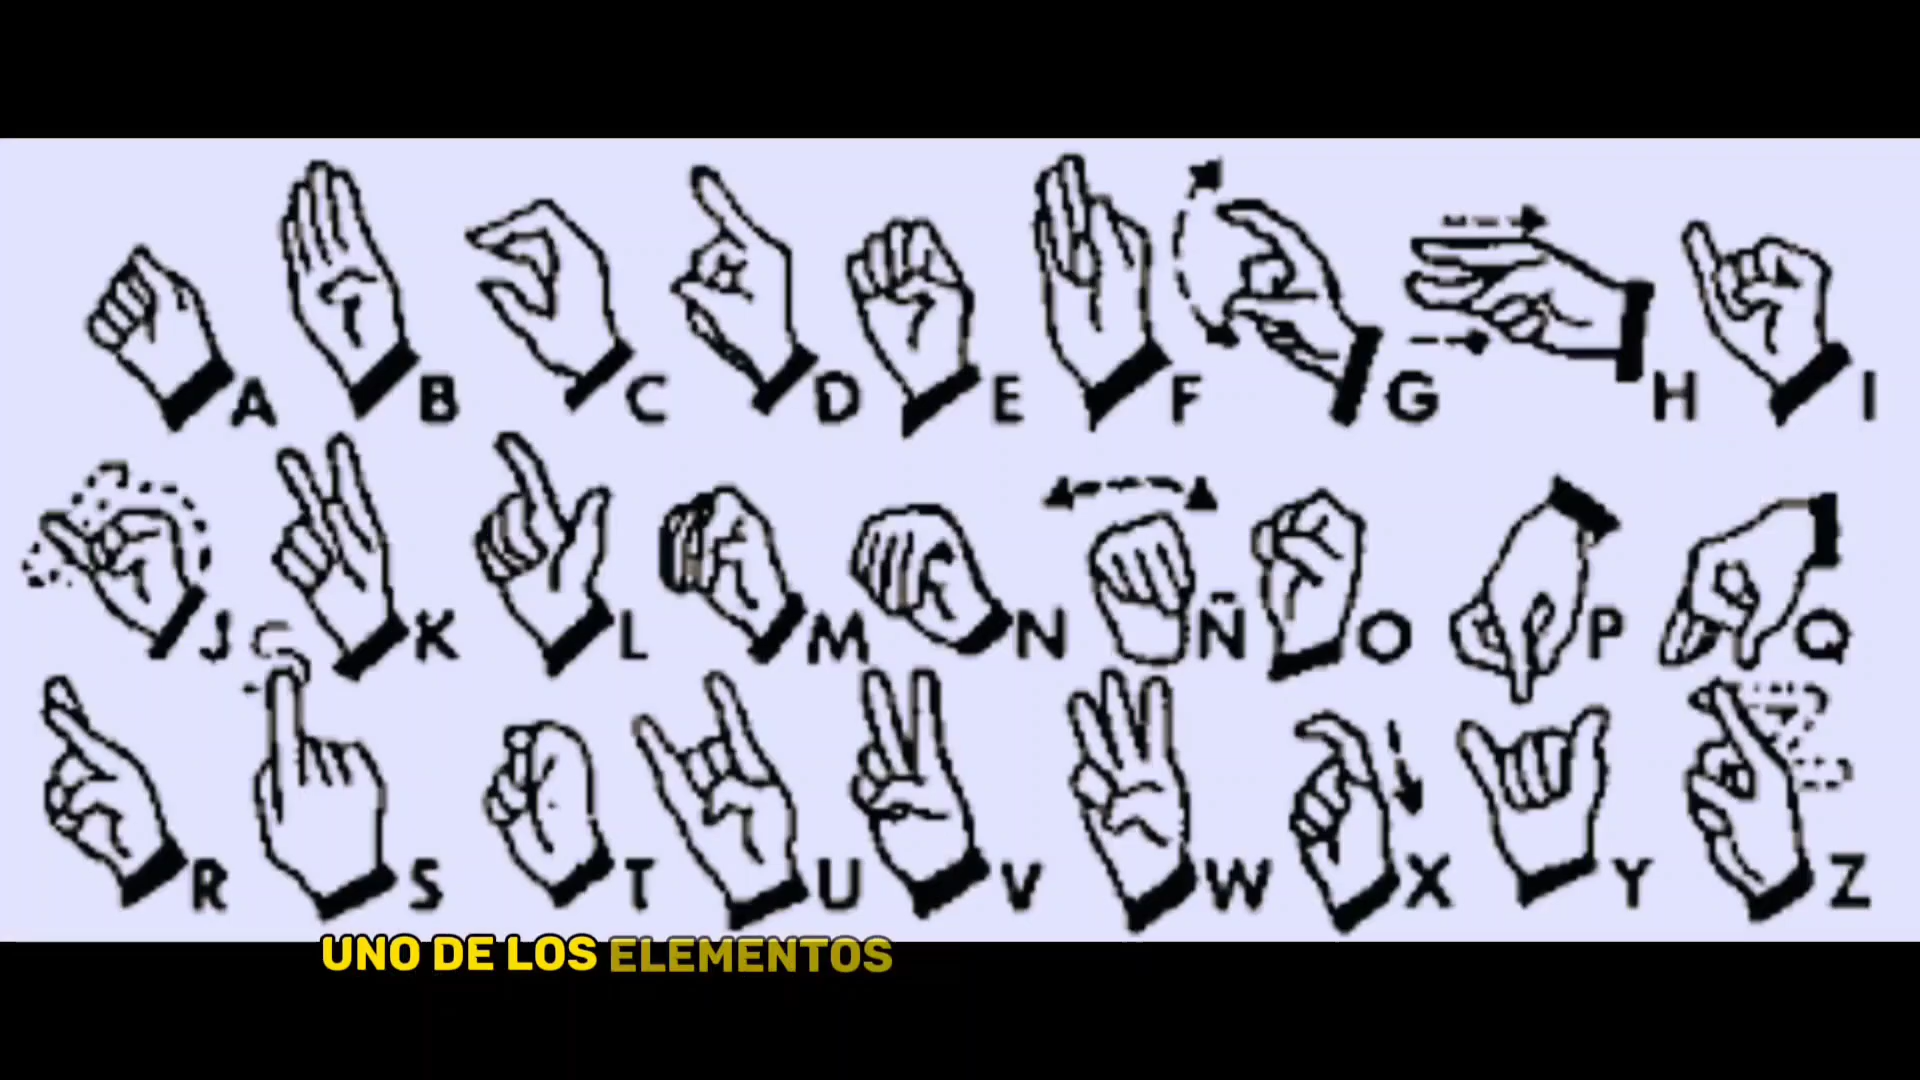 A B C D E F G H I
J K L M N Ñ O P Q
R S T U V W X Y Z
UNO DE LOS ELEMENTOS